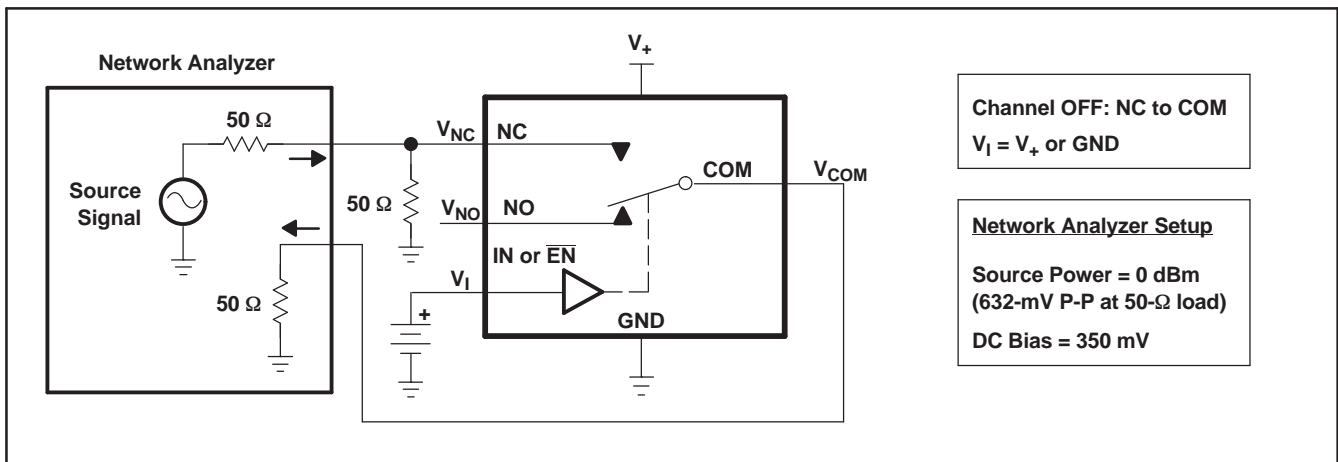 V+
Network Analyzer
50 Ω
VNC
NC
COM
VCOM
Source
Signal
50 Ω
VNO
NO
IN or E̅N̅
VI
50 Ω
+
GND
Channel OFF: NC to COM
VI = V+ or GND
Network Analyzer Setup
Source Power = 0 dBm
(632-mV P-P at 50-Ω load)
DC Bias = 350 mV